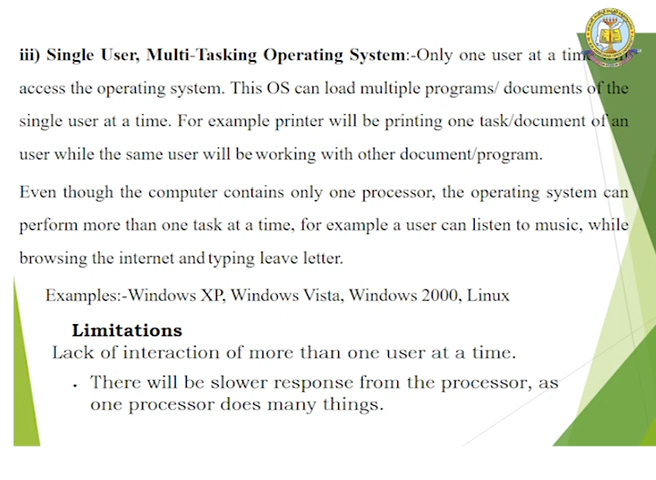 iii) Single User, Multi-Tasking Operating System:-Only one user at a time
access the operating system. This OS can load multiple programs/ documents of the
single user at a time. For example printer will be printing one task/document of an
user while the same user will be working with other document/program.
Even though the computer contains only one processor, the operating system can
perform more than one task at a time, for example a user can listen to music, while
browsing the internet and typing leave letter.
Examples:-Windows XP, Windows Vista, Windows 2000, Linux
Limitations
Lack of interaction of more than one user at a time.
• There will be slower response from the processor, as
one processor does many things.